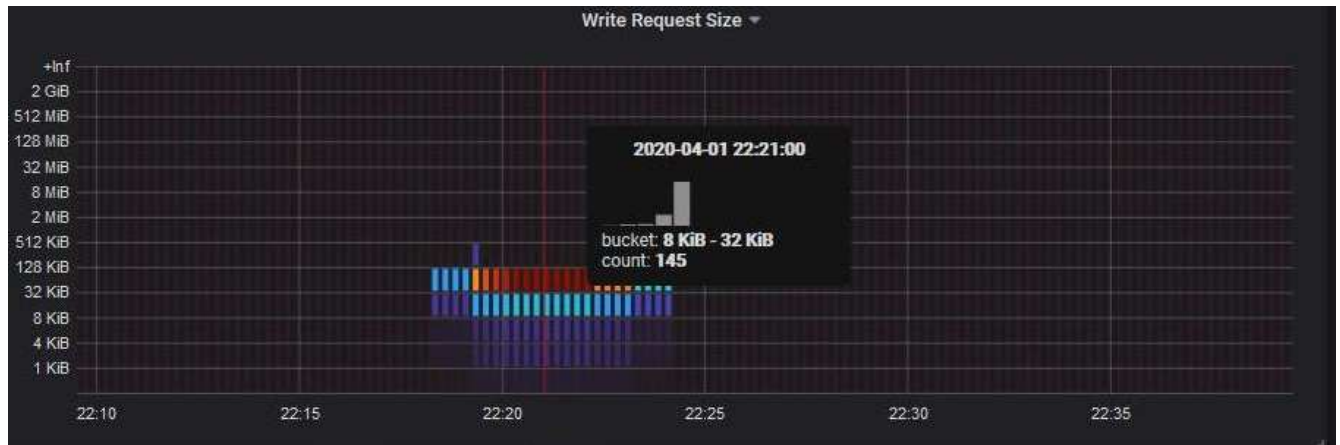 Write Request Size
+Inf
2 GiB
512 MiB
128 MiB
32 MiB
8 MiB
2 MiB
512 KiB
128 KiB
32 KiB
8 KiB
4 KiB
1 KiB
2020-04-01 22:21:00
bucket: 8 KiB - 32 KiB
count: 145
22:10 22:15 22:20 22:25 22:30 22:35